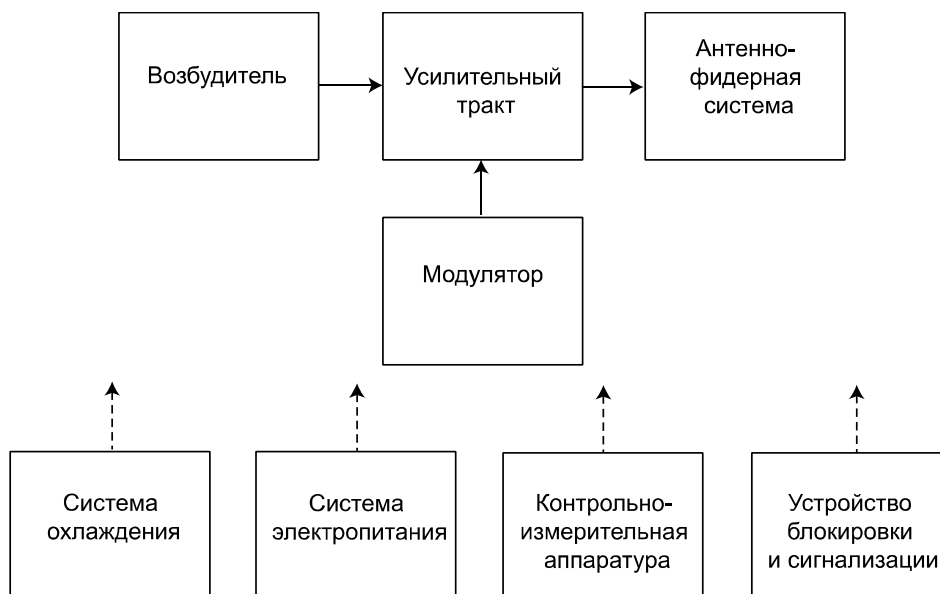 Возбудитель
Усилительный
тракт
Антенно-
фидерная
система
Модулятор
Система
охлаждения
Система
электропитания
Контрольно-
измерительная
аппаратура
Устройство
блокировки
и сигнализации